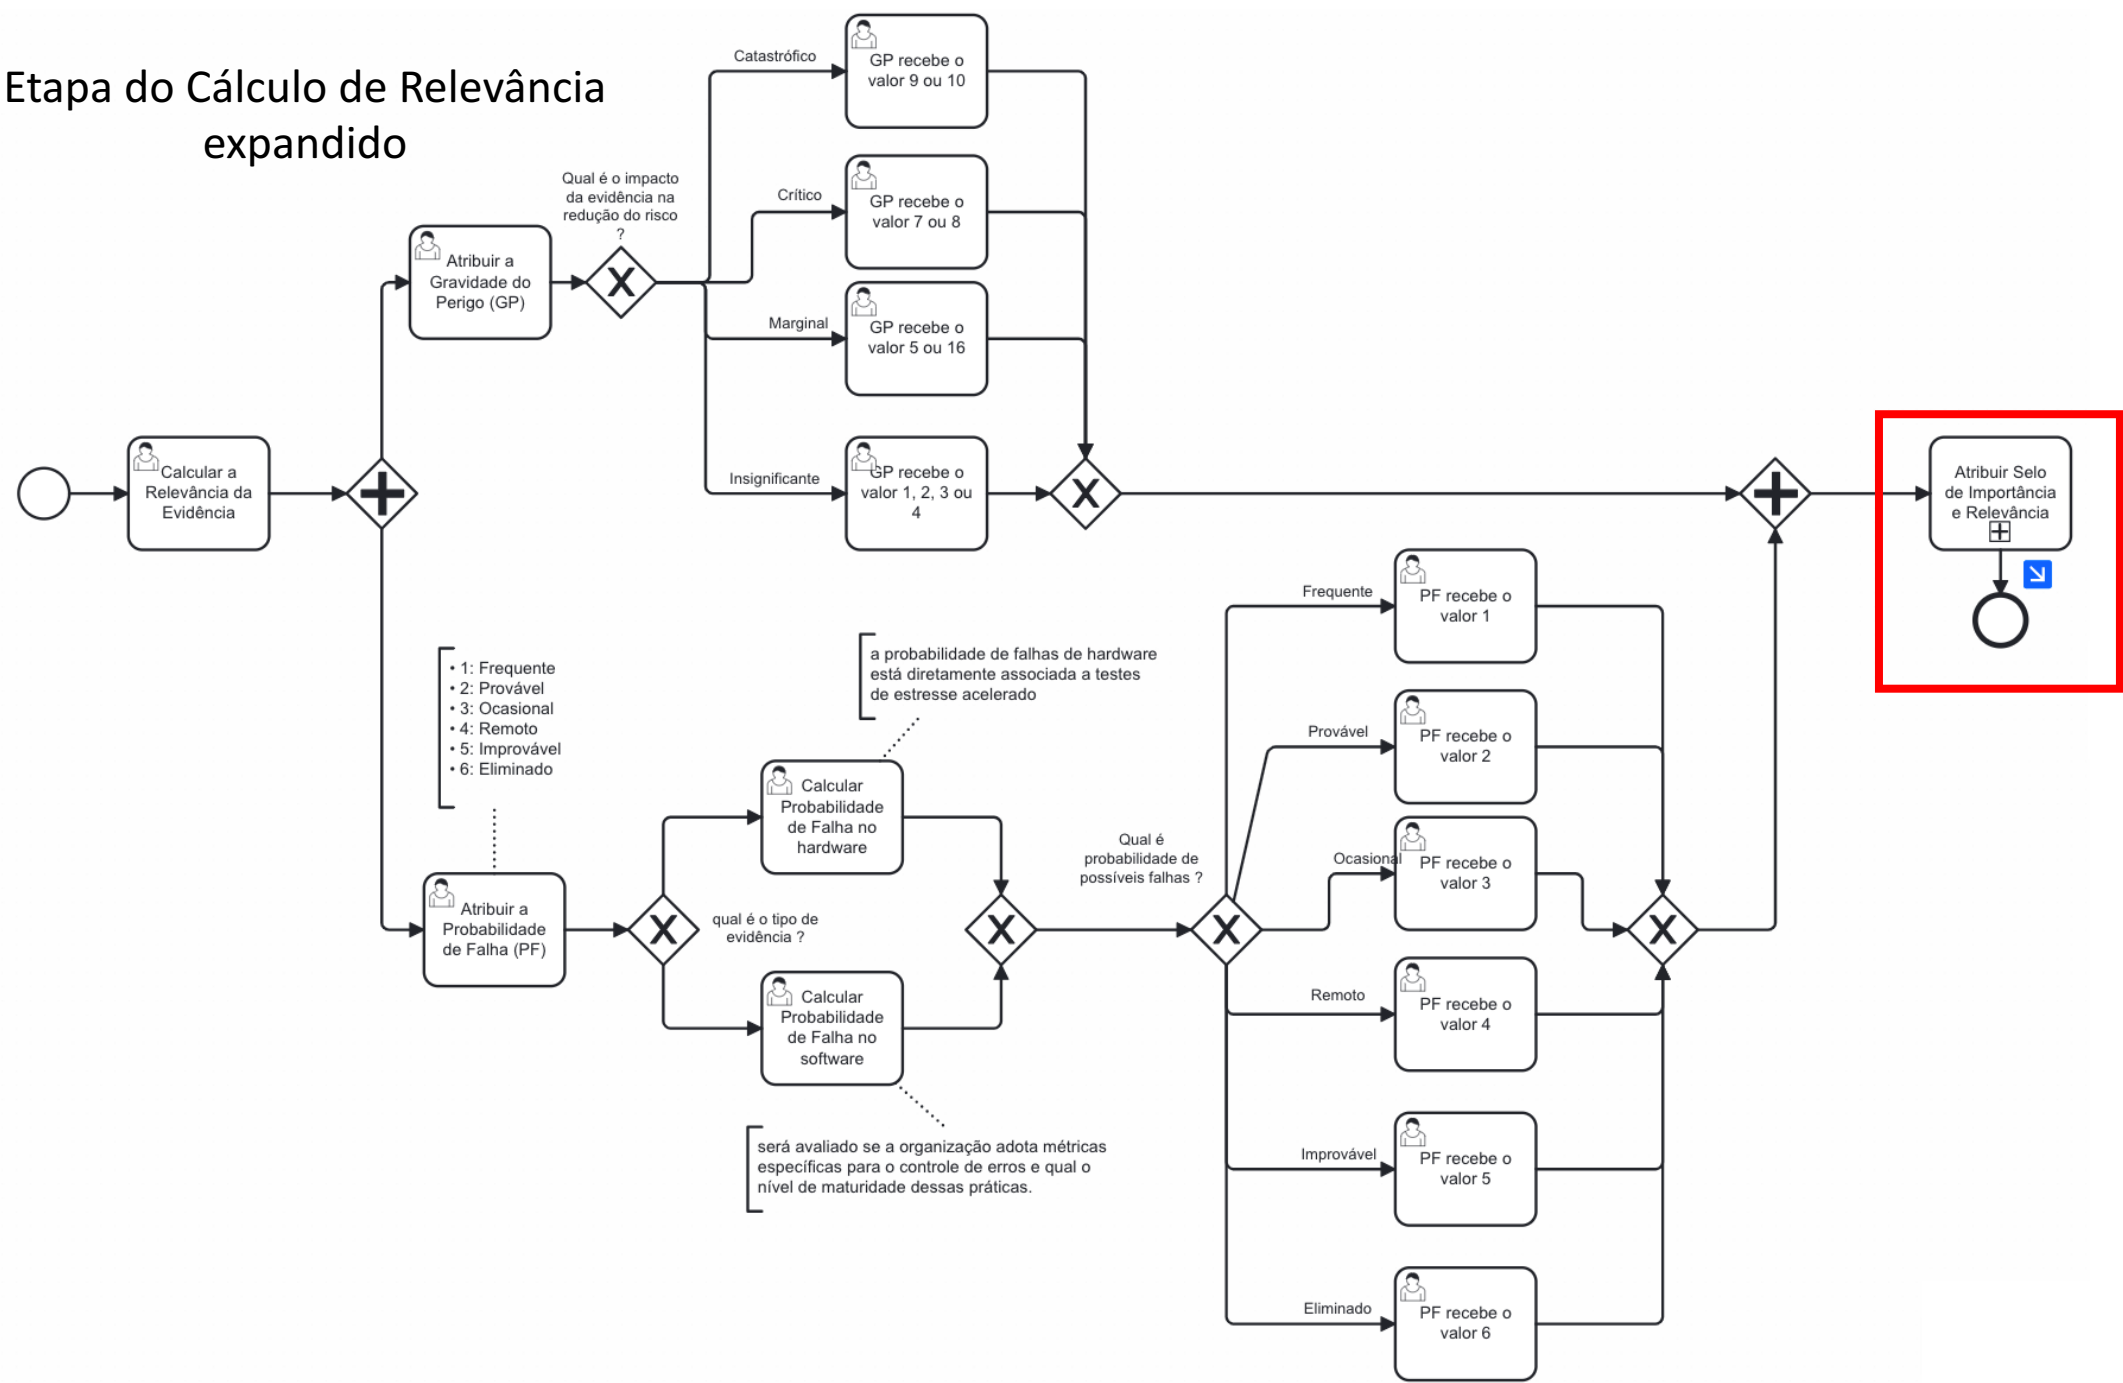 Etapa do Cálculo de Relevância
expandido
Catastrófico
GP recebe o
valor 9 ou 10
Qual é o impacto
da evidência na
redução do risco
?
Crítico
GP recebe o
valor 7 ou 8
Atribuir a
Gravidade do
Perigo (GP)
Marginal
GP recebe o
valor 5 ou 16
Calcular a
Relevância da
Evidência
Insignificante
GP recebe o
valor 1, 2, 3 ou
4
Atribuir Selo
de Importância
e Relevância
Frequente
PF recebe o
valor 1
• 1: Frequente
• 2: Provável
• 3: Ocasional
• 4: Remoto
• 5: Improvável
• 6: Eliminado
a probabilidade de falhas de hardware
está diretamente associada a testes
de estresse acelerado
Provável
PF recebe o
valor 2
Calcular
Probabilidade
de Falha no
hardware
Qual é
probabilidade de
possíveis falhas ?
Ocasional
PF recebe o
valor 3
Atribuir a
Probabilidade
de Falha (PF)
qual é o tipo de
evidência ?
Calcular
Probabilidade
de Falha no
software
Remoto
PF recebe o
valor 4
será avaliado se a organização adota métricas
específicas para o controle de erros e qual o
nível de maturidade dessas práticas.
Improvável
PF recebe o
valor 5
Eliminado
PF recebe o
valor 6